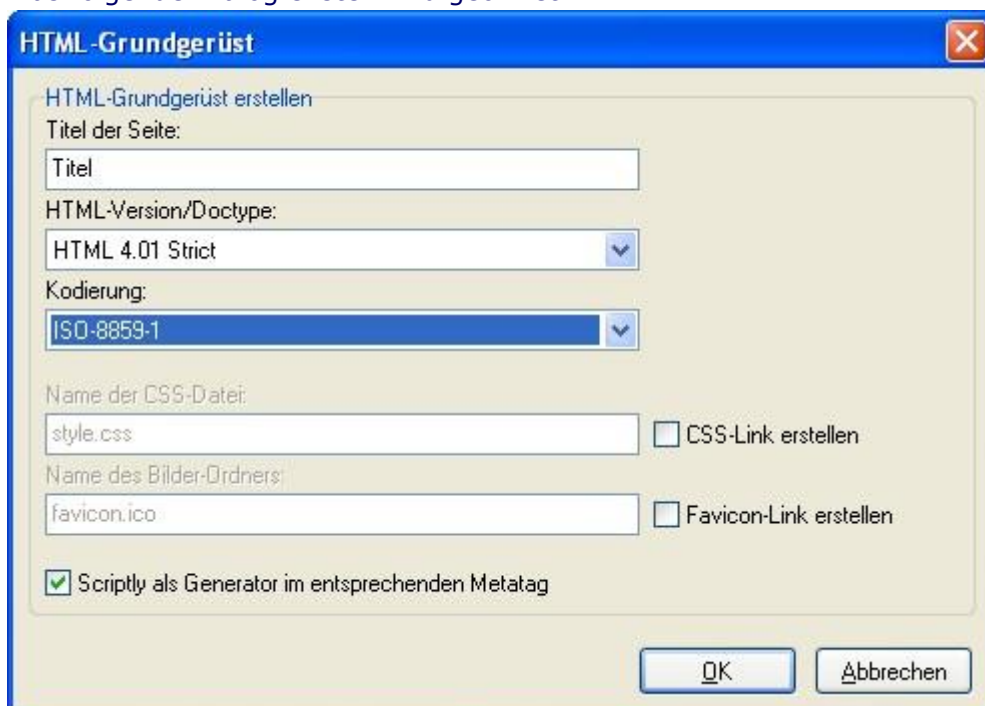 HTML-Grundgerüst
HTML-Grundgerüst erstellen
Titel der Seite:
Titel
HTML-Version/Doctype:
HTML 4.01 Strict
Kodierung:
ISO-8859-1
Name der CSS-Datei:
style.css
CSS-Link erstellen
Name des Bilder-Ordners:
favicon.ico
Favicon-Link erstellen
Scriptly als Generator im entsprechenden Metatag
OK
Abbrechen